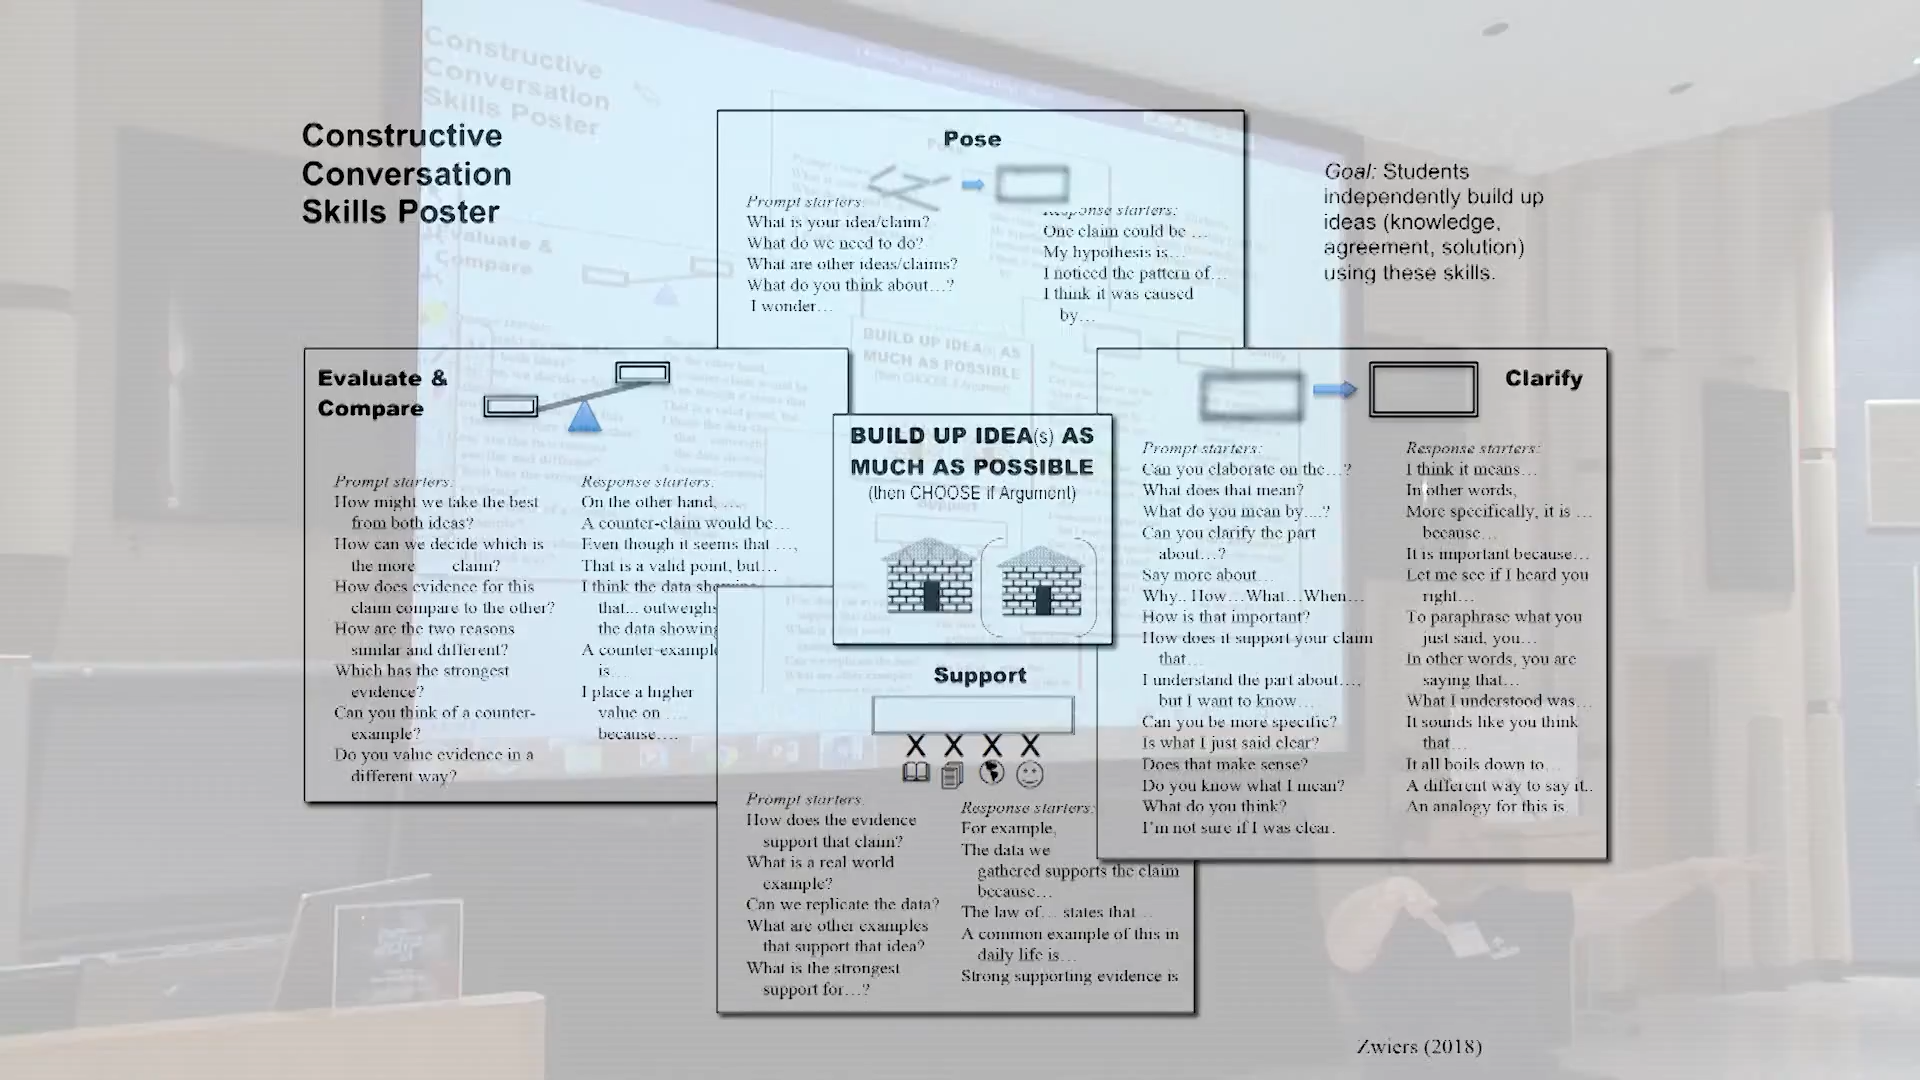 Constructive
Conversation
Skills Poster
Pose
Prompt starters:
What is your idea/claim?
What do we need to do?
What are other ideas/claims?
What do you think about…?
I wonder…
Response starters:
One claim could be …
My hypothesis is…
I noticed the pattern of…
I think it was caused
by…
Goal: Students
independently build up
ideas (knowledge,
agreement, solution)
using these skills.
Evaluate &
Compare
Prompt starters:
How might we take the best
from both ideas?
How can we decide which is
the more claim?
How does evidence for this
claim compare to the other?
How are the two reasons
similar and different?
Which has the strongest
evidence?
Can you think of a counter-
example?
Do you value evidence in a
different way?
Response starters:
On the other hand, …
A counter-claim would be…
Even though it seems that …,
That is a valid point, but…
I think the data showing
that... outweighs
the data showing
A counter-example
is…
I place a higher
value on ….
because….
BUILD UP IDEA(s) AS
MUCH AS POSSIBLE
(then CHOOSE if Argument)
Clarify
Prompt starters:
Can you elaborate on the…?
What does that mean?
What do you mean by....?
Can you clarify the part
about…?
Say more about…
Why.. How…What…When…
How is that important?
How does it support your claim
that…
I understand the part about…,
but I want to know…
Can you be more specific?
Is what I just said clear?
Does that make sense?
Do you know what I mean?
What do you think?
I'm not sure if I was clear.
Response starters:
I think it means…
In other words,
More specifically, it is …
because…
It is important because…
Let me see if I heard you
right…
To paraphrase what you
just said, you…
In other words, you are
saying that…
What I understood was…
It sounds like you think
that…
It all boils down to…
A different way to say it..
An analogy for this is.
Support
X X X X
Prompt starters:
How does the evidence
support that claim?
What is a real world
example?
Can we replicate the data?
What are other examples
that support that idea?
What is the strongest
support for…?
Response starters:
For example,
The data we
gathered supports the claim
because…
The law of… states that…
A common example of this in
daily life is…
Strong supporting evidence is
Zwiers (2018)
Constructive
Conversation
Skills Poster
Evaluate &
Compare
BUILD UP IDEA(s) AS
MUCH AS POSSIBLE
(then CHOOSE if Argument)